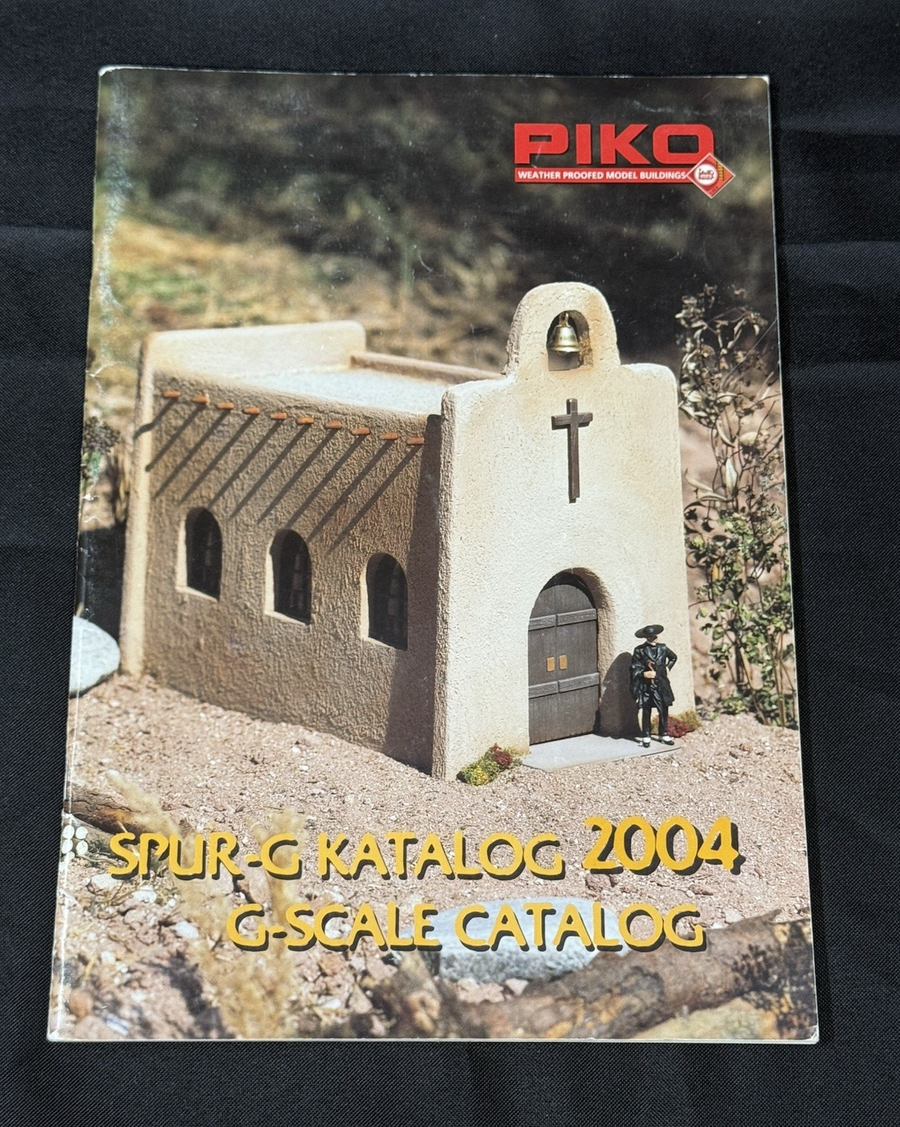 PIKO
WEATHER PROOFED MODEL BUILDINGS
SPUR-G KATALOG 2004
G-SCALE CATALOG